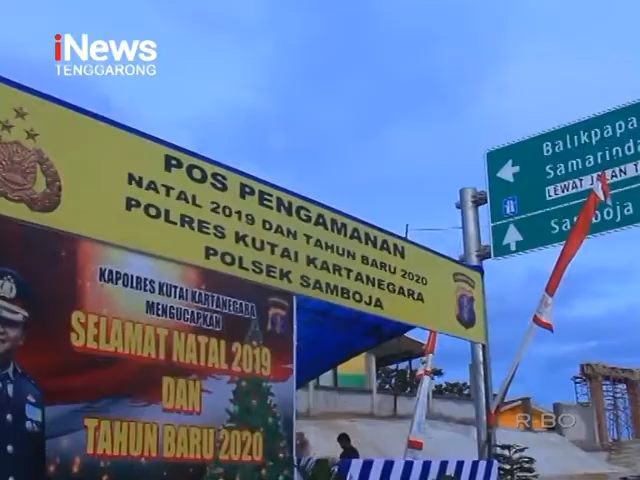 iNews
TENGGARONG
POS PENGAMANAN
NATAL 2019 DAN TAHUN BARU 2020
POLRES KUTAI KARTANEGARA
POLSEK SAMBOJA
KAPOLRES KUTAI KARTANEGARA
MENGUCAPKAN
SELAMAT NATAL 2019
DAN
TAHUN BARU 2020
Balikpapa
Samarinda
LEWAT JALAN T
Samboja